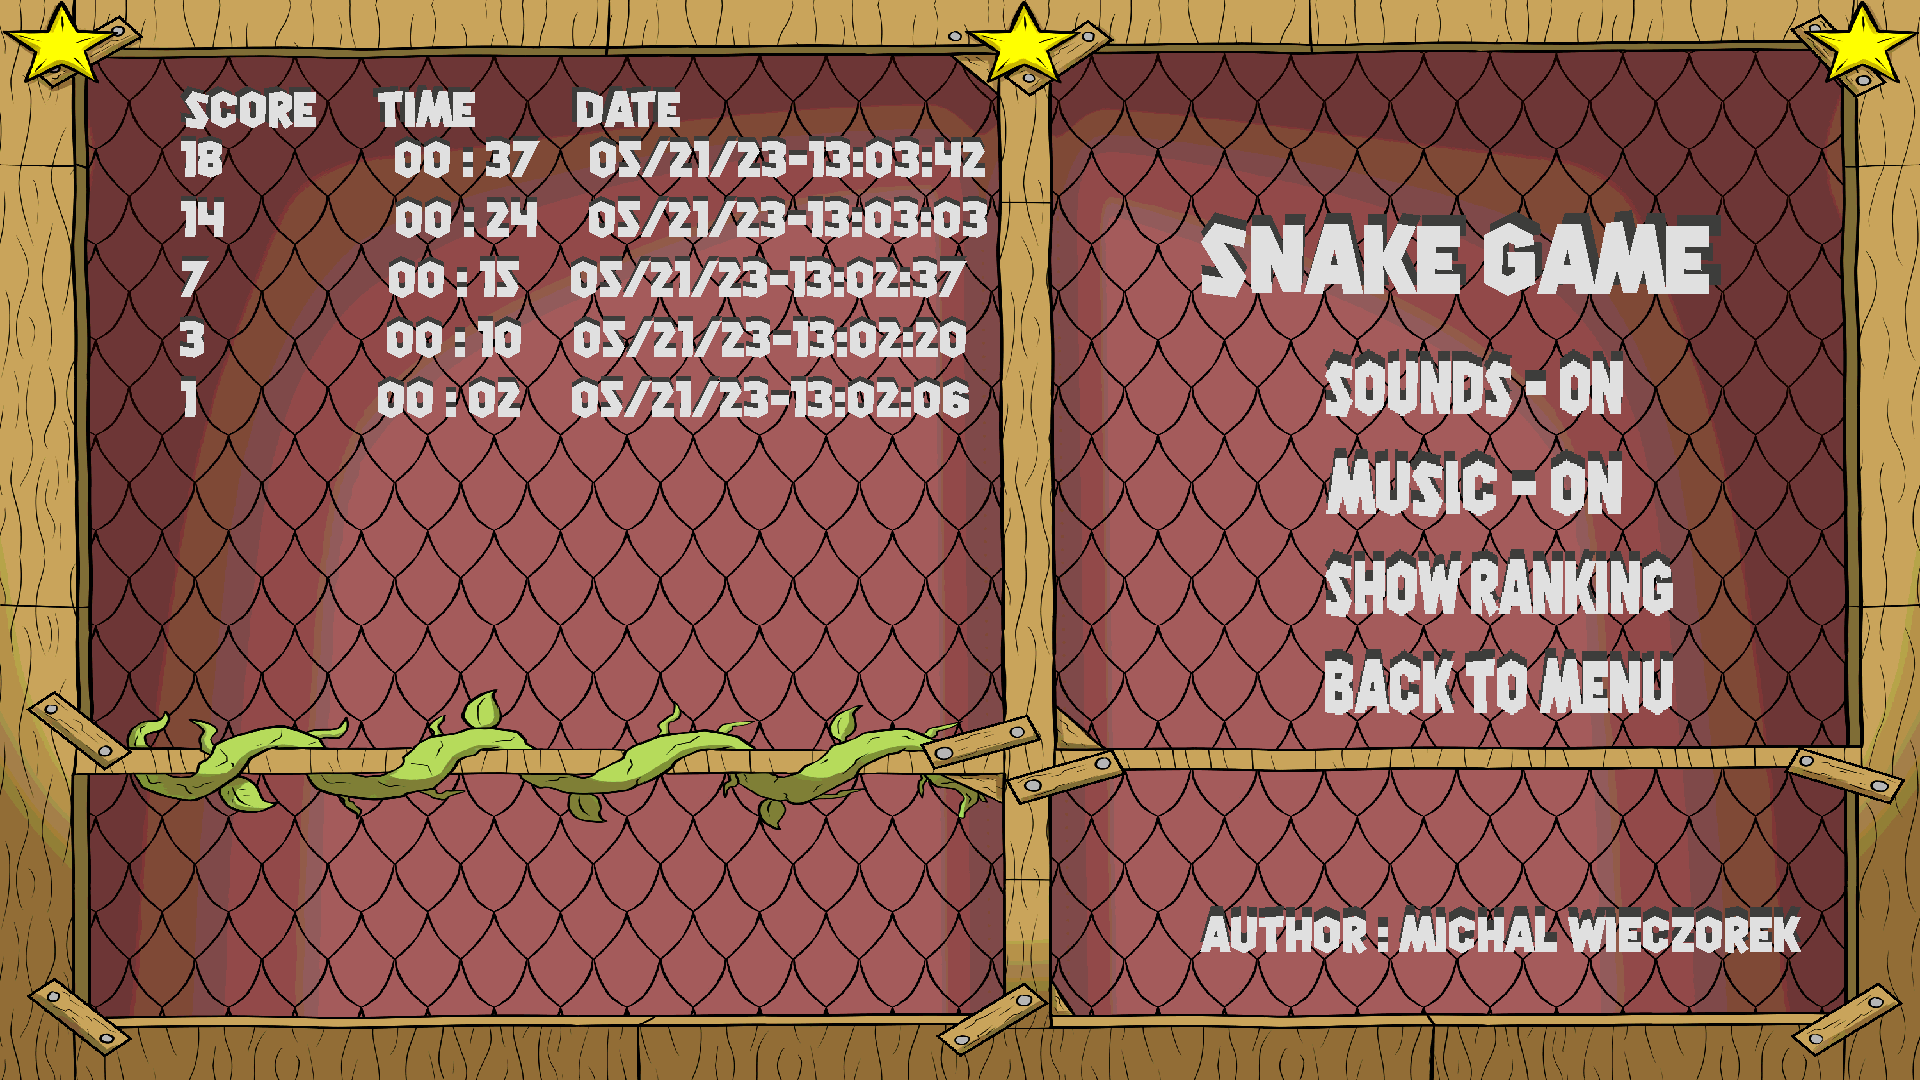 SCORE TIME DATE
18 00 : 37 05/21/23-13:03:42
14 00 : 24 05/21/23-13:03:03
7 00 : 15 05/21/23-13:02:37
3 00 : 10 05/21/23-13:02:20
1 00 : 02 05/21/23-13:02:06
SNAKE GAME
SOUNDS - ON
MUSIC - ON
SHOW RANKING
BACK TO MENU
AUTHOR : MICHAL WIECZOREK